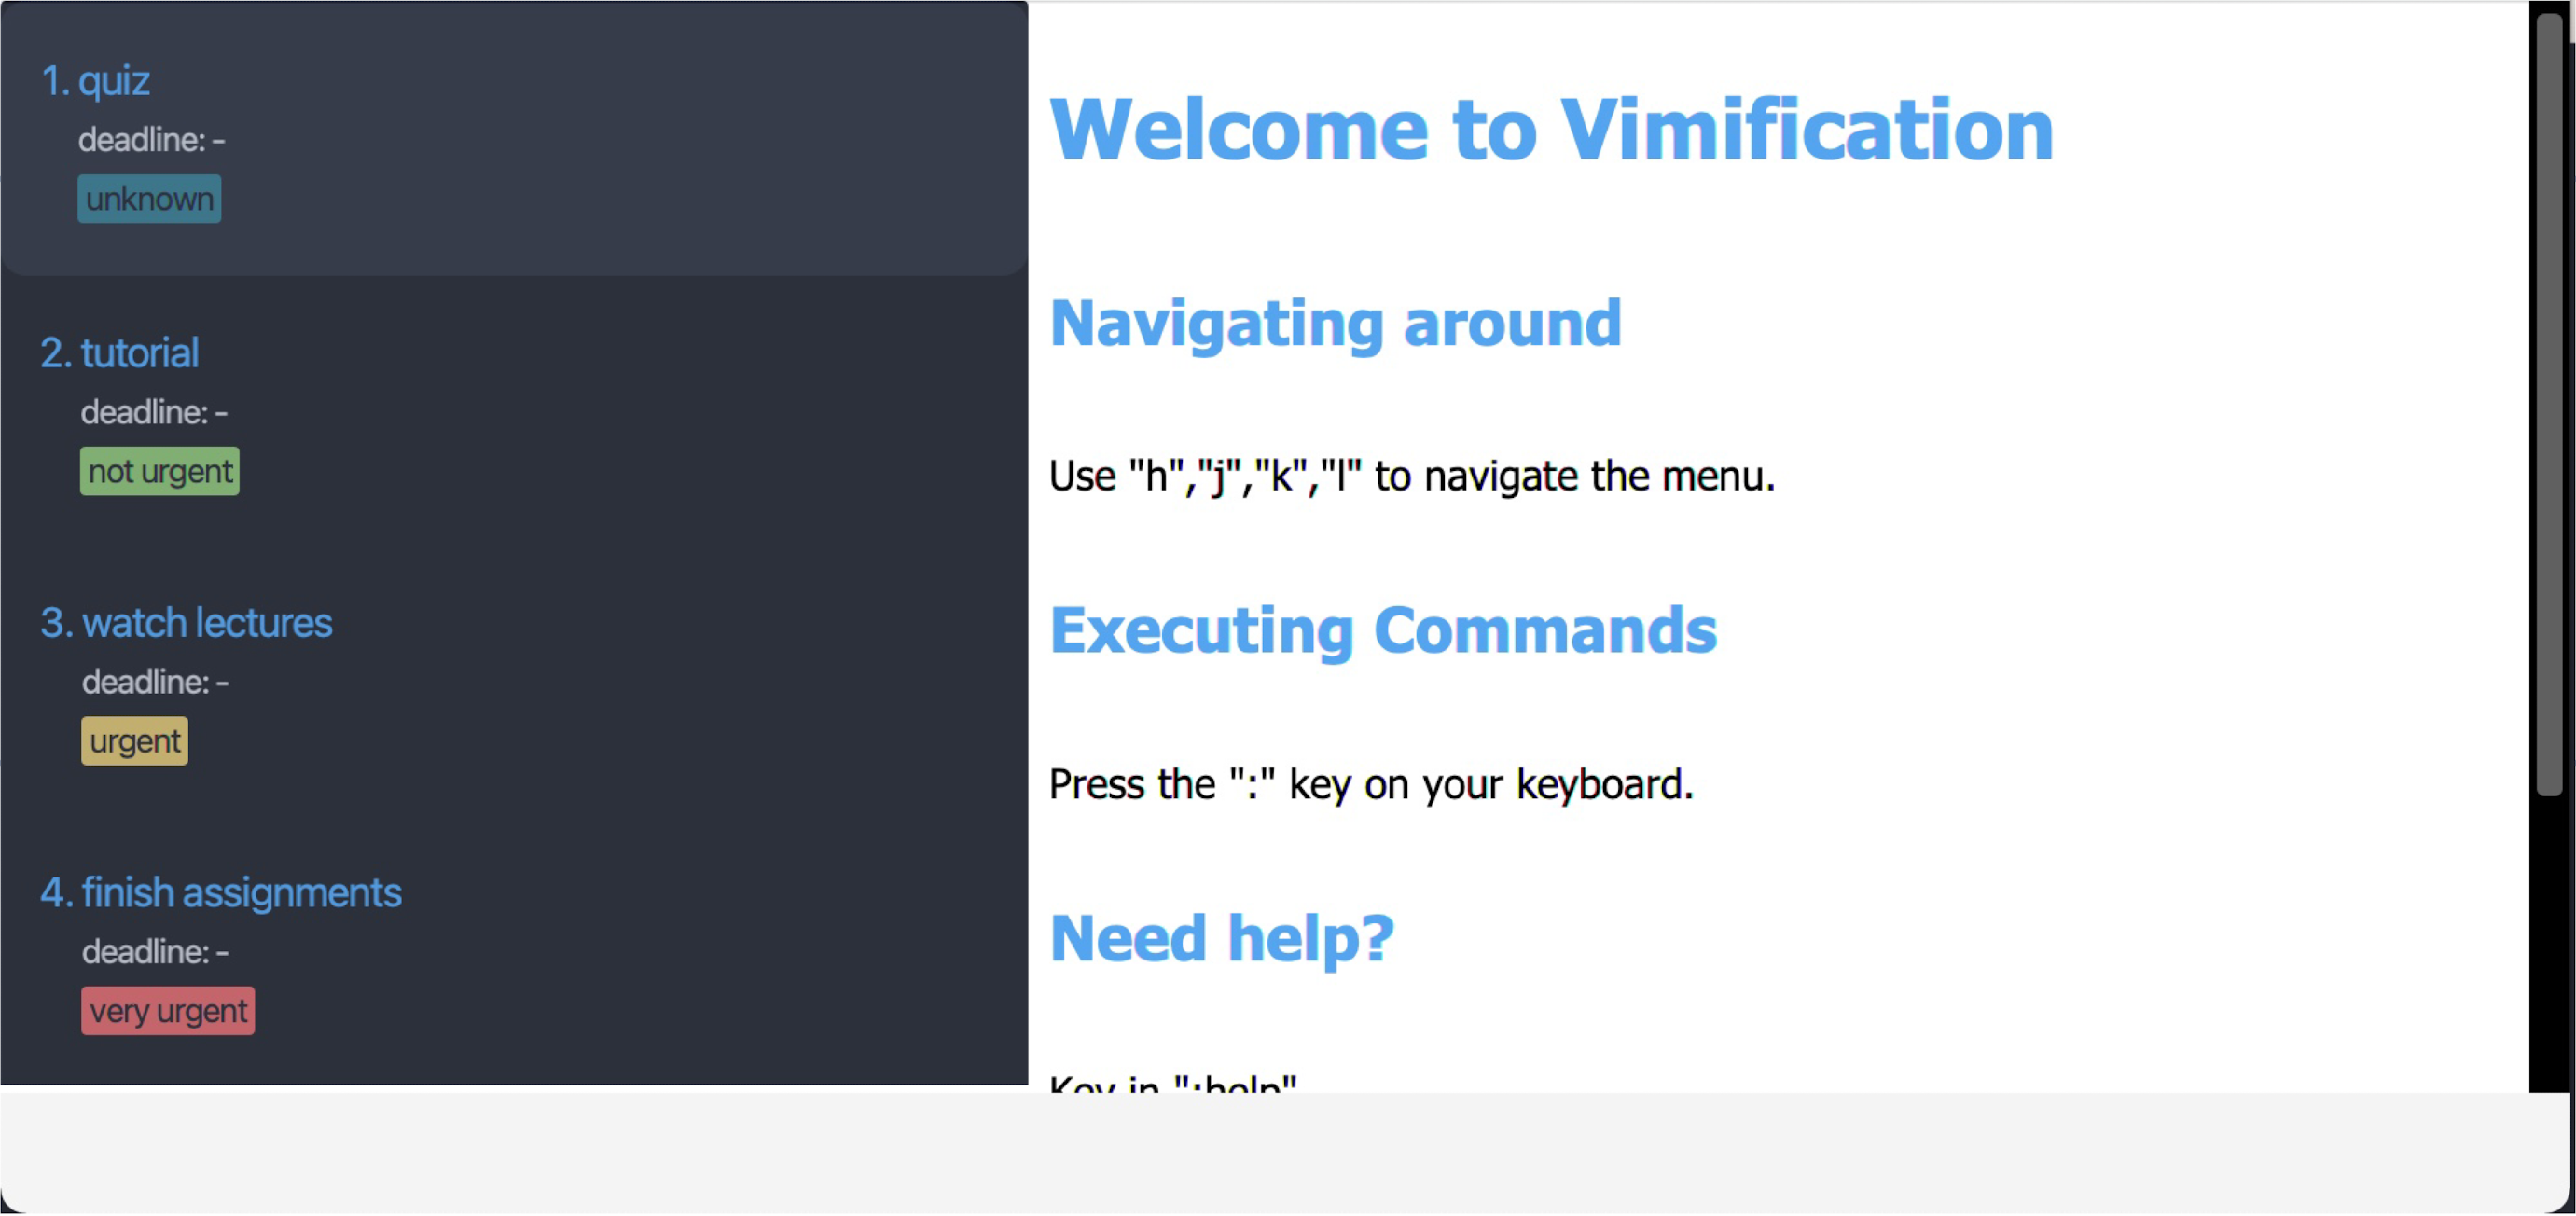 1. quiz
deadline: -
unknown
2. tutorial
deadline: -
not urgent
3. watch lectures
deadline: -
urgent
4. finish assignments
deadline: -
very urgent
Welcome to Vimification
Navigating around
Use "h","j","k","l" to navigate the menu.
Executing Commands
Press the ":" key on your keyboard.
Need help?
Key in ":help"